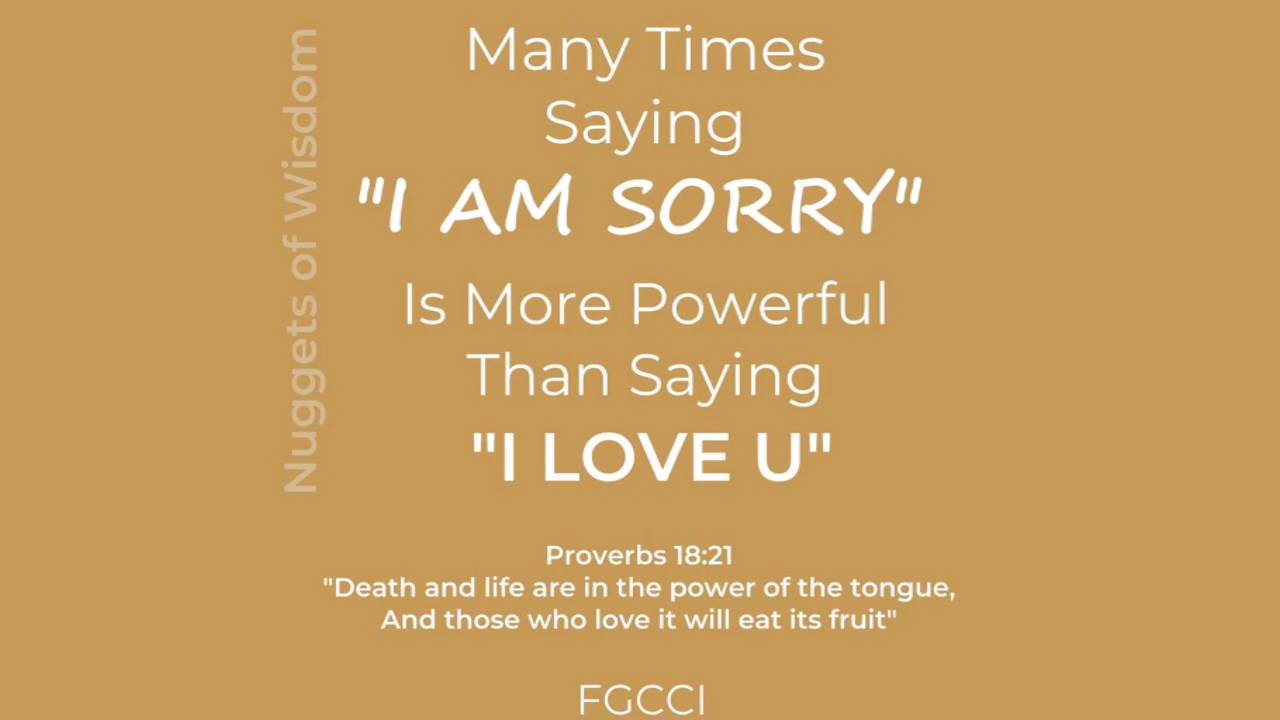 Nuggets of Wisdom
Many Times
Saying
"I AM SORRY"
Is More Powerful
Than Saying
"I LOVE U"
Proverbs 18:21
"Death and life are in the power of the tongue,
And those who love it will eat its fruit"
FGCCI